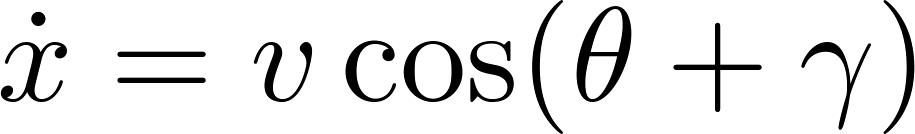 ẋ = v cos(θ + γ)